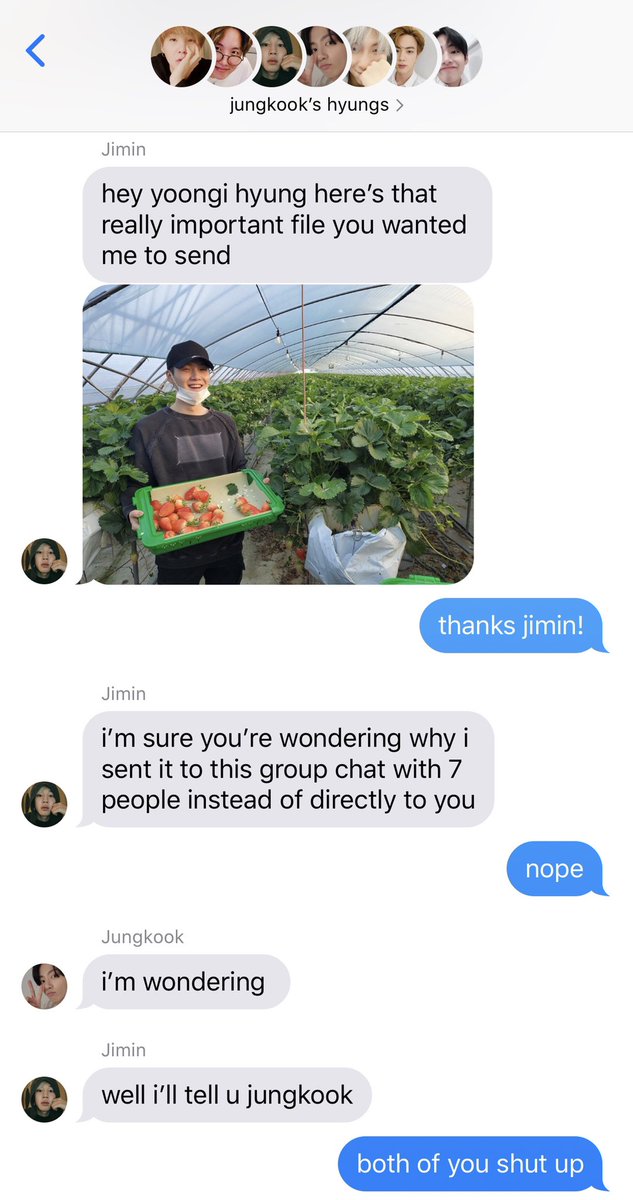 jungkook’s hyungs >
Jimin
hey yoongi hyung here’s that
really important file you wanted
me to send
thanks jimin!
Jimin
i’m sure you’re wondering why i
sent it to this group chat with 7
people instead of directly to you
nope
Jungkook
i’m wondering
Jimin
well i’ll tell u jungkook
both of you shut up